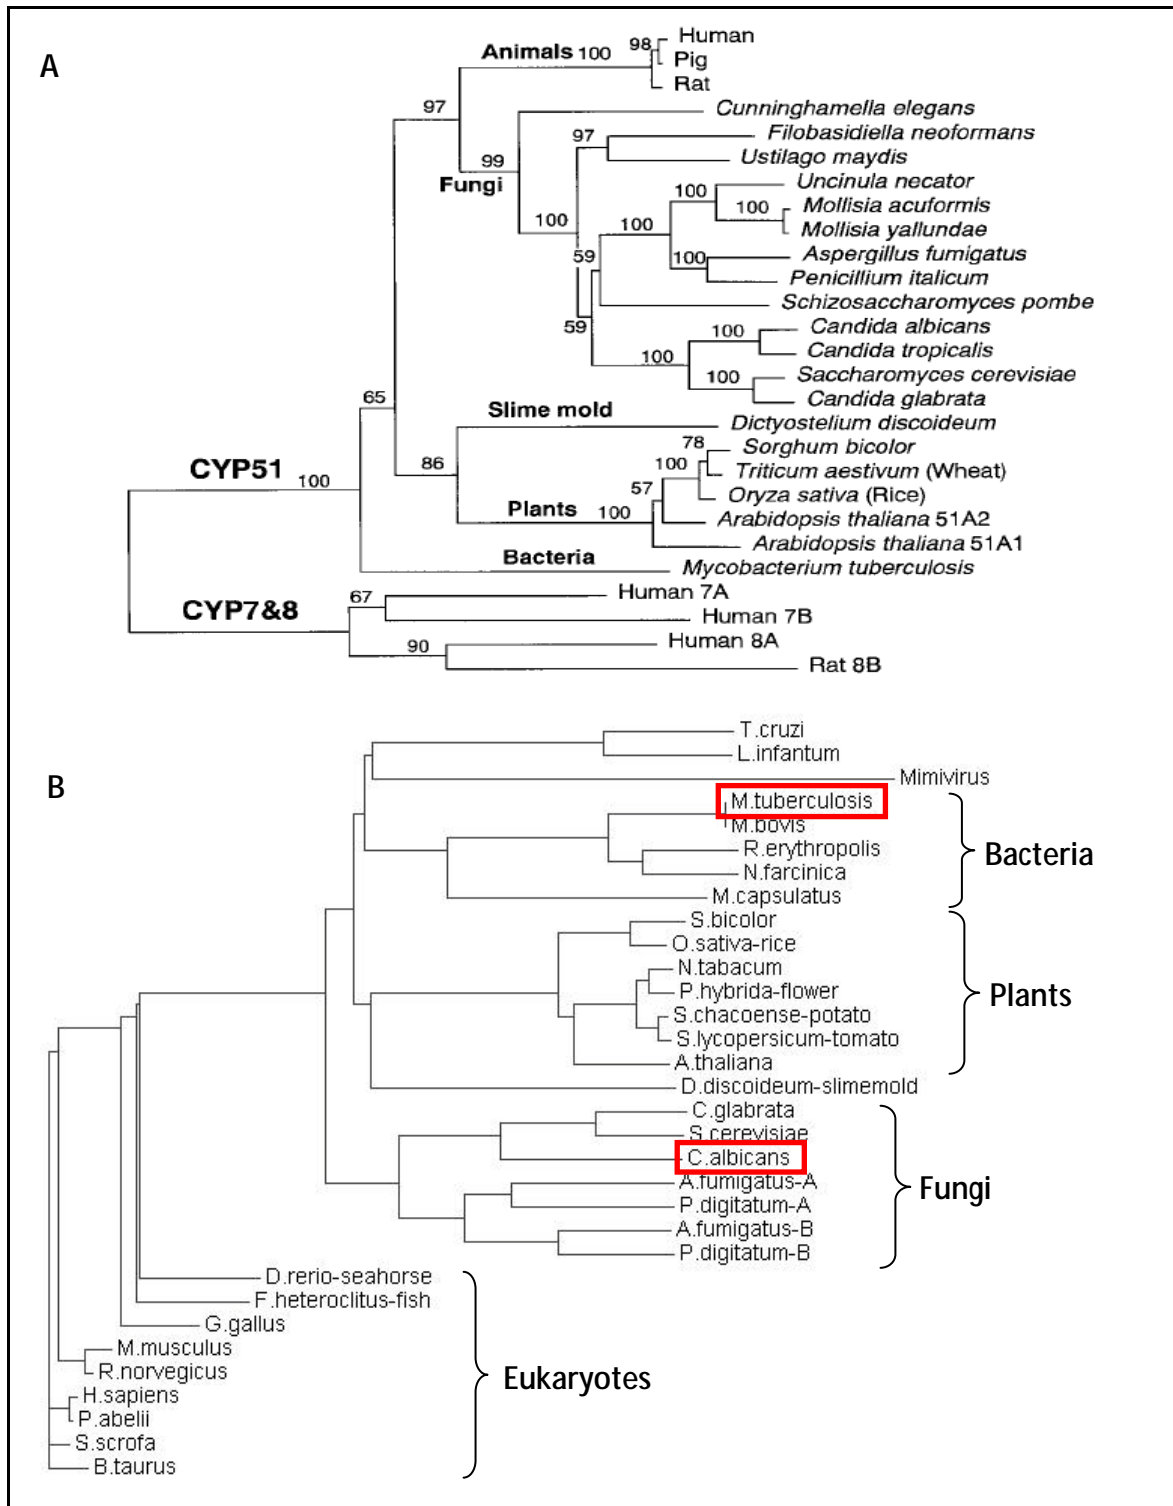 A
Animals 100
98
Human
Pig
Rat
97
Cunninghamella elegans
97
Filobasidiella neoformans
99
Ustilago maydis
Fungi
Uncinula necator
100
100
Mollisia acuformis
100
100
Mollisia yallundae
59
100
Aspergillus fumigatus
Penicillium italicum
Schizosaccharomyces pombe
59
100
Candida albicans
100
Candida tropicalis
100
Saccharomyces cerevisiae
65
Candida glabrata
Slime mold
Dictyostelium discoideum
78
Sorghum bicolor
CYP51
100
86
100
Triticum aestivum (Wheat)
57
Oryza sativa (Rice)
Plants
100
Arabidopsis thaliana 51A2
Arabidopsis thaliana 51A1
Bacteria
Mycobacterium tuberculosis
CYP7&8
67
Human 7A
Human 7B
90
Human 8A
Rat 8B
B
T.cruzi
L.infantum
Mimivirus
M.tuberculosis
M.bovis
R.erythropolis
Bacteria
N.farcinica
M.capsulatus
S.bicolor
O.sativa-rice
N.tabacum
P.hybrida-flower
Plants
S.chacoense-potato
S.lycopersicum-tomato
A.thaliana
D.discoideum-slimemold
C.glabrata
S.cerevisiae
C.albicans
A.fumigatus-A
Fungi
P.digitatum-A
A.fumigatus-B
P.digitatum-B
D.rerio-seahorse
F.heteroclitus-fish
G.gallus
M.musculus
R.norvegicus
Eukaryotes
H.sapiens
P.abelii
S.scrofa
B.taurus